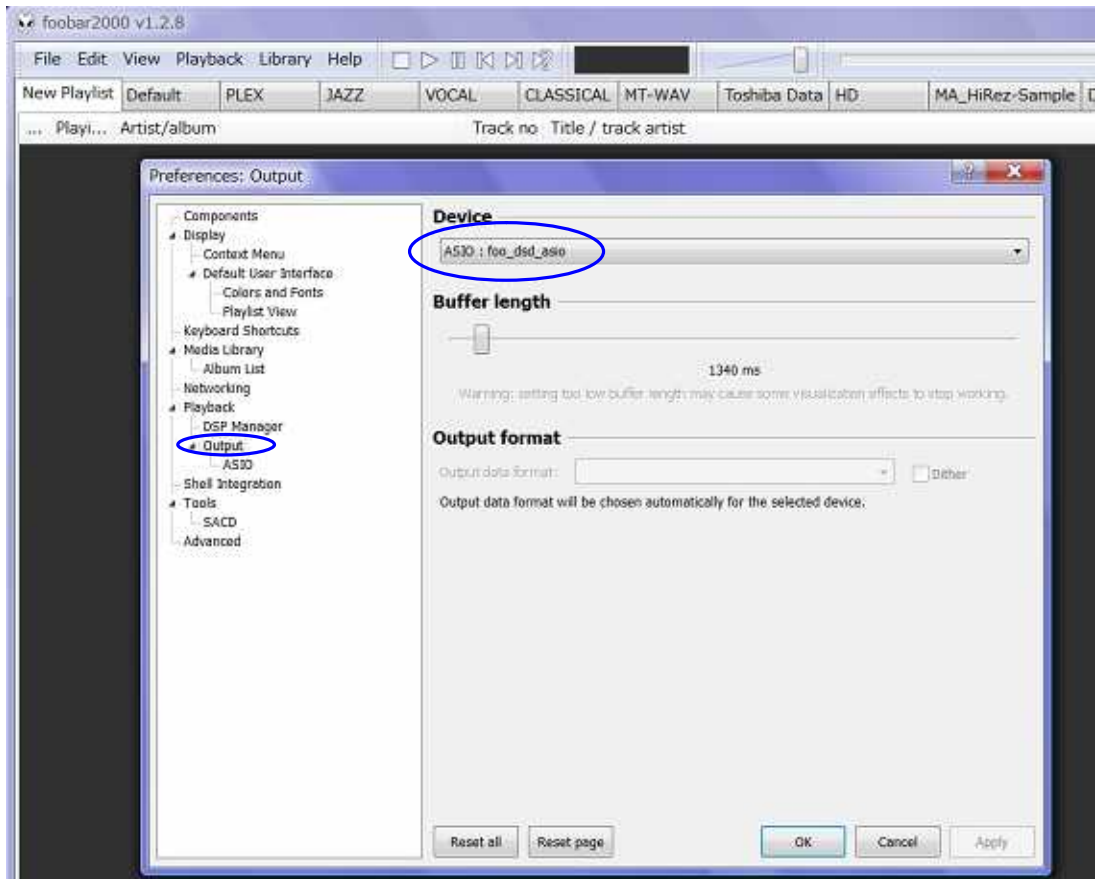 foobar2000 v1.2.8
File Edit View Playback Library Help
New Playlist Default PLEX JAZZ VOCAL CLASSICAL MT-WAV Toshiba Data HD MA_HiRez-Sample D
... Playi... Artist/album Track no Title / track artist
Preferences: Output
Components
Display
Context Menu
Default User Interface
Colors and Fonts
Playlist View
Keyboard Shortcuts
Media Library
Album List
Networking
Playback
DSP Manager
Output
ASIO
Shell Integration
Tools
SACD
Advanced
Device
ASIO : foo_dsd_asio
Buffer length
1340 ms
Warning: setting too low buffer length may cause some visualization effects to stop working.
Output format
Output data format: Dither
Output data format will be chosen automatically for the selected device.
Reset all Reset page OK Cancel Apply